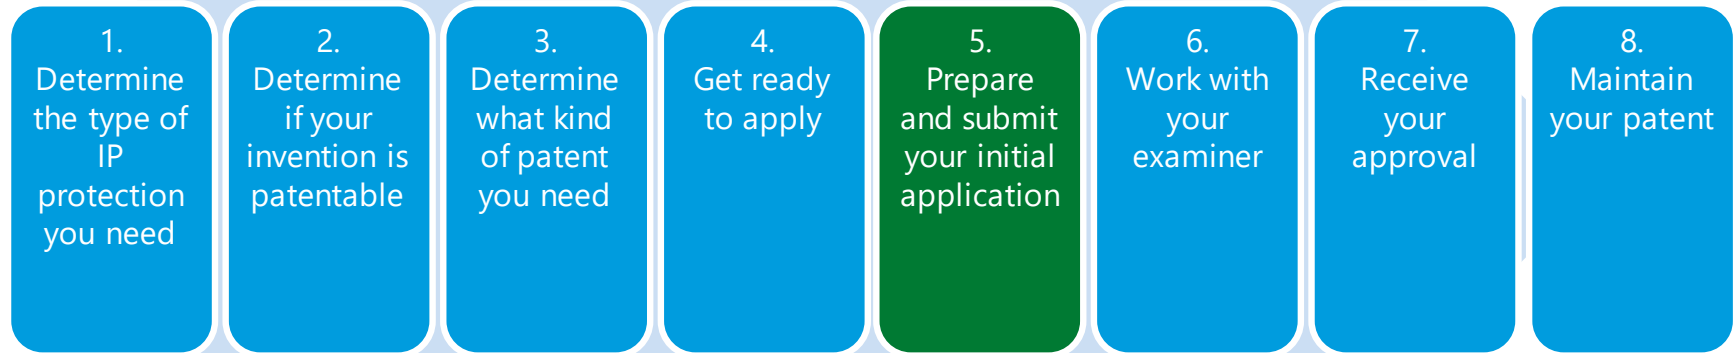 1.
Determine
the type of
IP
protection
you need
2.
Determine
if your
invention is
patentable
3.
Determine
what kind
of patent
you need
4.
Get ready
to apply
5.
Prepare
and submit
your initial
application
6.
Work with
your
examiner
7.
Receive
your
approval
8.
Maintain
your patent